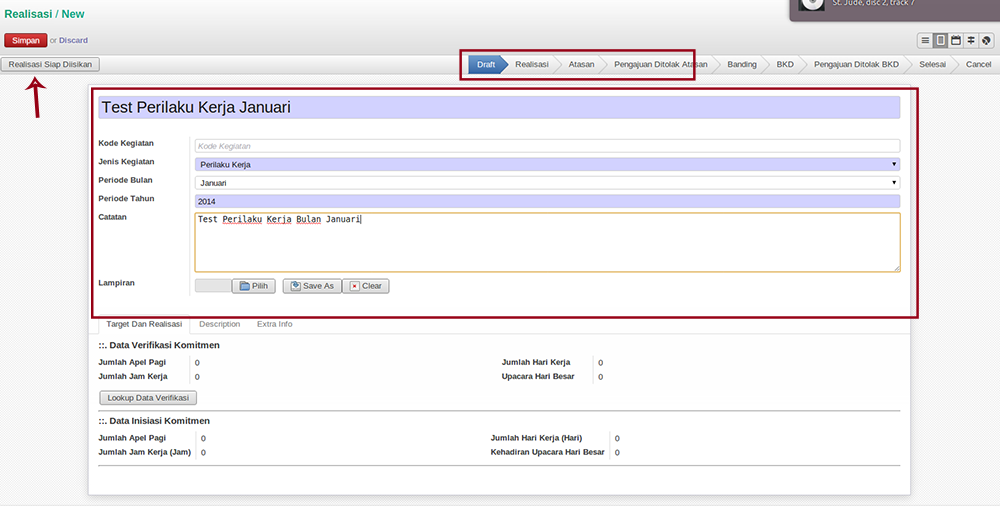 St. Jude, disc 2, track 7
Realisasi / New
Simpan or Discard
Realisasi Siap Diisikan Draft Realisasi Atasan Pengajuan Ditolak Atasan Banding BKD Pengajuan Ditolak BKD Selesai Cancel
Test Perilaku Kerja Januari
Kode Kegiatan Kode Kegiatan
Jenis Kegiatan Perilaku Kerja
Periode Bulan Januari
Periode Tahun 2014
Catatan Test Perilaku Kerja Bulan Januari
Lampiran Pilih Save As Clear
Target Dan Realisasi Description Extra Info
::. Data Verifikasi Komitmen
Jumlah Apel Pagi 0 Jumlah Hari Kerja 0
Jumlah Jam Kerja 0 Upacara Hari Besar 0
Lookup Data Verifikasi
::. Data Inisiasi Komitmen
Jumlah Apel Pagi 0 Jumlah Hari Kerja (Hari) 0
Jumlah Jam Kerja (Jam) 0 Kehadiran Upacara Hari Besar 0